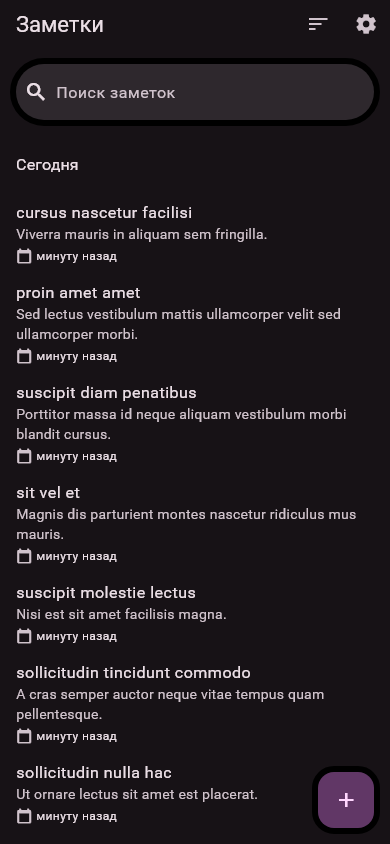 Заметки
Поиск заметок
Сегодня
cursus nascetur facilisi
Viverra mauris in aliquam sem fringilla.
минуту назад
proin amet amet
Sed lectus vestibulum mattis ullamcorper velit sed
ullamcorper morbi.
минуту назад
suscipit diam penatibus
Porttitor massa id neque aliquam vestibulum morbi
blandit cursus.
минуту назад
sit vel et
Magnis dis parturient montes nascetur ridiculus mus
mauris.
минуту назад
suscipit molestie lectus
Nisi est sit amet facilisis magna.
минуту назад
sollicitudin tincidunt commodo
A cras semper auctor neque vitae tempus quam
pellentesque.
минуту назад
sollicitudin nulla hac
Ut ornare lectus sit amet est placerat.
минуту назад